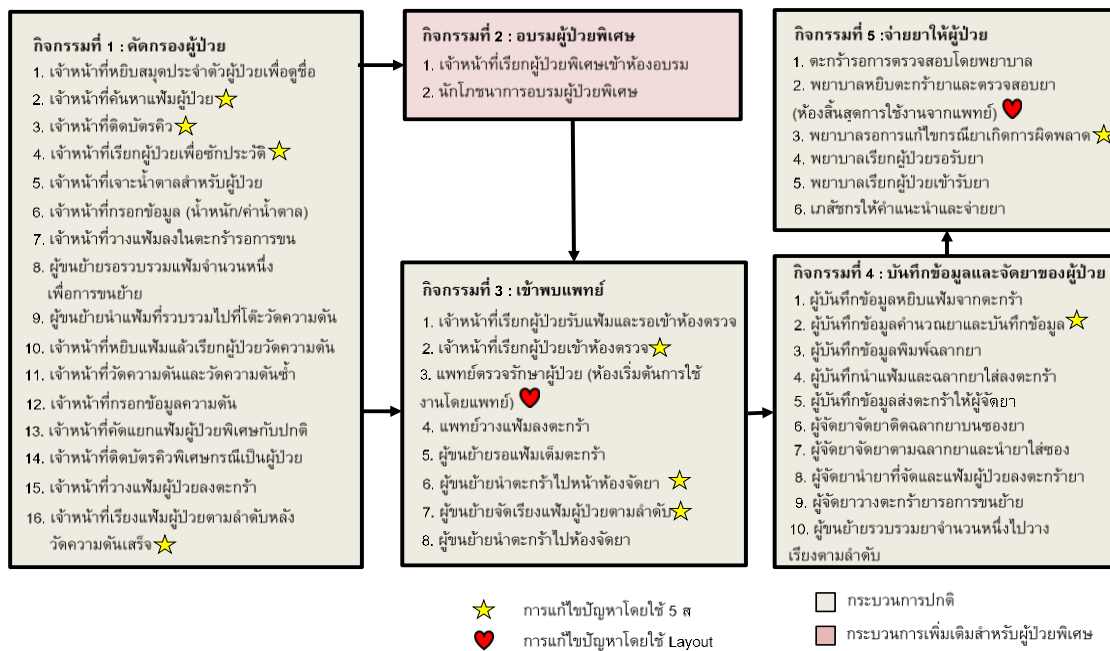 กิจกรรมที่ 1 : คัดกรองผู้ป่วย
1. เจ้าหน้าที่หยิบสมุดประจำตัวผู้ป่วยเพื่อดูชื่อ
2. เจ้าหน้าที่ค้นหาแฟ้มผู้ป่วย
3. เจ้าหน้าที่ติดบัตรคิว
4. เจ้าหน้าที่เรียกผู้ป่วยเพื่อซักประวัติ
5. เจ้าหน้าที่เจาะน้ำตาลสำหรับผู้ป่วย
6. เจ้าหน้าที่กรอกข้อมูล (น้ำหนัก/ค่าน้ำตาล)
7. เจ้าหน้าที่วางแฟ้มลงในตะกร้ารอการขน
8. ผู้ขนย้ายรอรวบรวมแฟ้มจำนวนหนึ่ง
เพื่อการขนย้าย
9. ผู้ขนย้ายนำแฟ้มที่รวบรวมไปที่โต๊ะวัดความดัน
10. เจ้าหน้าที่หยิบแฟ้มแล้วเรียกผู้ป่วยวัดความดัน
11. เจ้าหน้าที่วัดความดันและวัดความดันซ้ำ
12. เจ้าหน้าที่กรอกข้อมูลความดัน
13. เจ้าหน้าที่คัดแยกแฟ้มผู้ป่วยพิเศษกับปกติ
14. เจ้าหน้าที่ติดบัตรคิวพิเศษกรณีเป็นผู้ป่วย
15. เจ้าหน้าที่วางแฟ้มผู้ป่วยลงตะกร้า
16. เจ้าหน้าที่เรียงแฟ้มผู้ป่วยตามลำดับหลัง
วัดความดันเสร็จ
กิจกรรมที่ 2 : อบรมผู้ป่วยพิเศษ
1. เจ้าหน้าที่เรียกผู้ป่วยพิเศษเข้าห้องอบรม
2. นักโภชนาการอบรมผู้ป่วยพิเศษ
กิจกรรมที่ 3 : เข้าพบแพทย์
1. เจ้าหน้าที่เรียกผู้ป่วยรับแฟ้มและรอเข้าห้องตรวจ
2. เจ้าหน้าที่เรียกผู้ป่วยเข้าห้องตรวจ
3. แพทย์ตรวจรักษาผู้ป่วย (ห้องเริ่มต้นการใช้
งานโดยแพทย์)
4. แพทย์วางแฟ้มลงตะกร้า
5. ผู้ขนย้ายรอแฟ้มเต็มตะกร้า
6. ผู้ขนย้ายนำตะกร้าไปหน้าห้องจัดยา
7. ผู้ขนย้ายจัดเรียงแฟ้มผู้ป่วยตามลำดับ
8. ผู้ขนย้ายนำตะกร้าไปห้องจัดยา
กิจกรรมที่ 5 :จ่ายยาให้ผู้ป่วย
1. ตะกร้ารอการตรวจสอบโดยพยาบาล
2. พยาบาลหยิบตะกร้ายาและตรวจสอบยา
(ห้องสิ้นสุดการใช้งานจากแพทย์)
3. พยาบาลรอการแก้ไขกรณียาเกิดการผิดพลาด
4. พยาบาลเรียกผู้ป่วยรอรับยา
5. พยาบาลเรียกผู้ป่วยเข้ารับยา
6. เภสัชกรให้คำแนะนำและจ่ายยา
กิจกรรมที่ 4 : บันทึกข้อมูลและจัดยาของผู้ป่วย
1. ผู้บันทึกข้อมูลหยิบแฟ้มจากตะกร้า
2. ผู้บันทึกข้อมูลคำนวณยาและบันทึกข้อมูล
3. ผู้บันทึกข้อมูลพิมพ์ฉลากยา
4. ผู้บันทึกนำแฟ้มและฉลากยาใส่ลงตะกร้า
5. ผู้บันทึกข้อมูลส่งตะกร้าให้ผู้จัดยา
6. ผู้จัดยาจัดยาติดฉลากยาบนซองยา
7. ผู้จัดยาจัดยาตามฉลากยาและนำยาใส่ซอง
8. ผู้จัดยานำยาที่จัดและแฟ้มผู้ป่วยลงตะกร้ายา
9. ผู้จัดยาวางตะกร้ายารอการขนย้าย
10. ผู้ขนย้ายรวบรวมยาจำนวนหนึ่งไปวาง
เรียงตามลำดับ
การแก้ไขปัญหาโดยใช้ 5 ส
การแก้ไขปัญหาโดยใช้ Layout
กระบวนการปกติ
กระบวนการเพิ่มเติมสำหรับผู้ป่วยพิเศษ